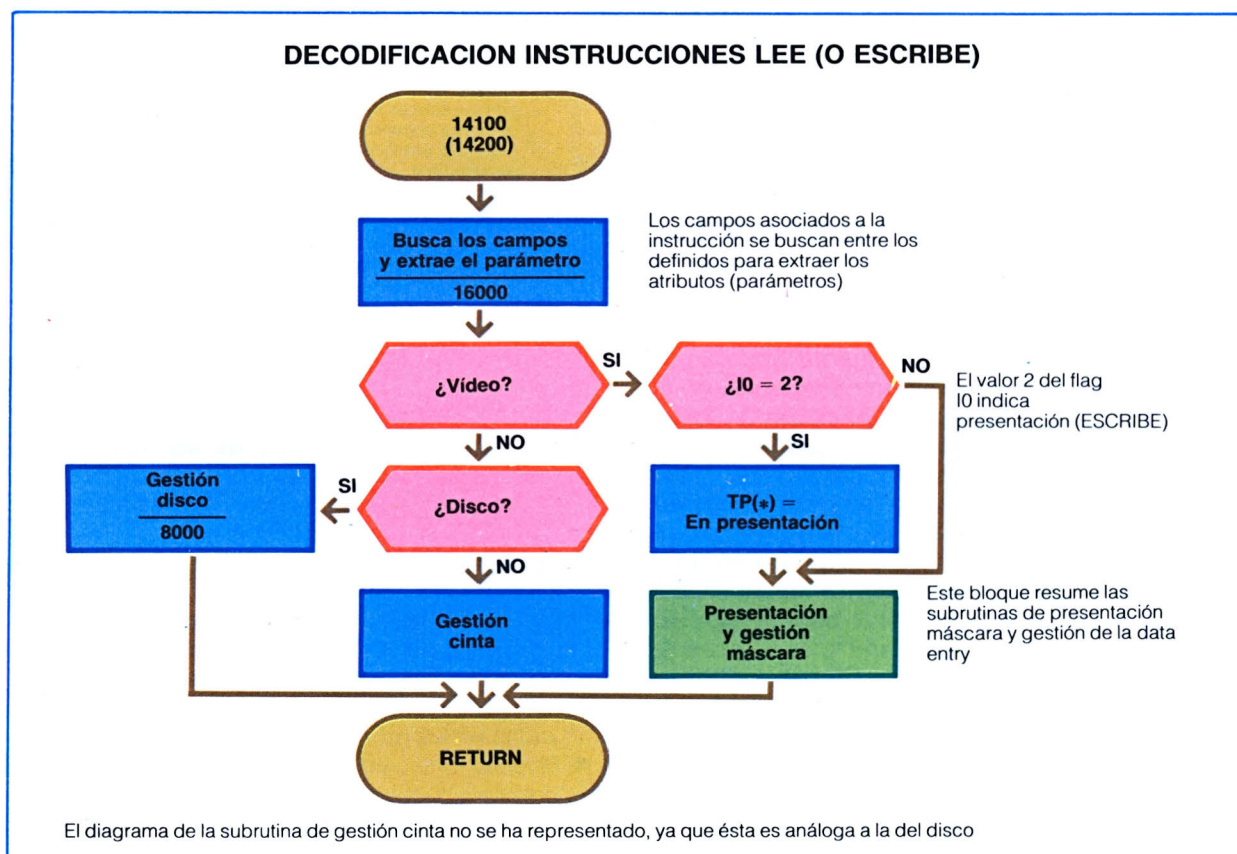 DECODIFICACION INSTRUCCIONES LEE (O ESCRIBE)
14100
(14200)
Busca los campos
y extrae el parámetro
16000
Los campos asociados a la
instrucción se buscan entre los
definidos para extraer los
atributos (parámetros)
¿Vídeo?
SI
¿I0 = 2?
NO
El valor 2 del flag
I0 indica
presentación (ESCRIBE)
NO
SI
Gestión
disco
8000
SI
¿Disco?
TP(*) =
En presentación
NO
Gestión
cinta
Presentación
y gestión
máscara
Este bloque resume las
subrutinas de presentación
máscara y gestión de la data
entry
RETURN
El diagrama de la subrutina de gestión cinta no se ha representado, ya que ésta es análoga a la del disco